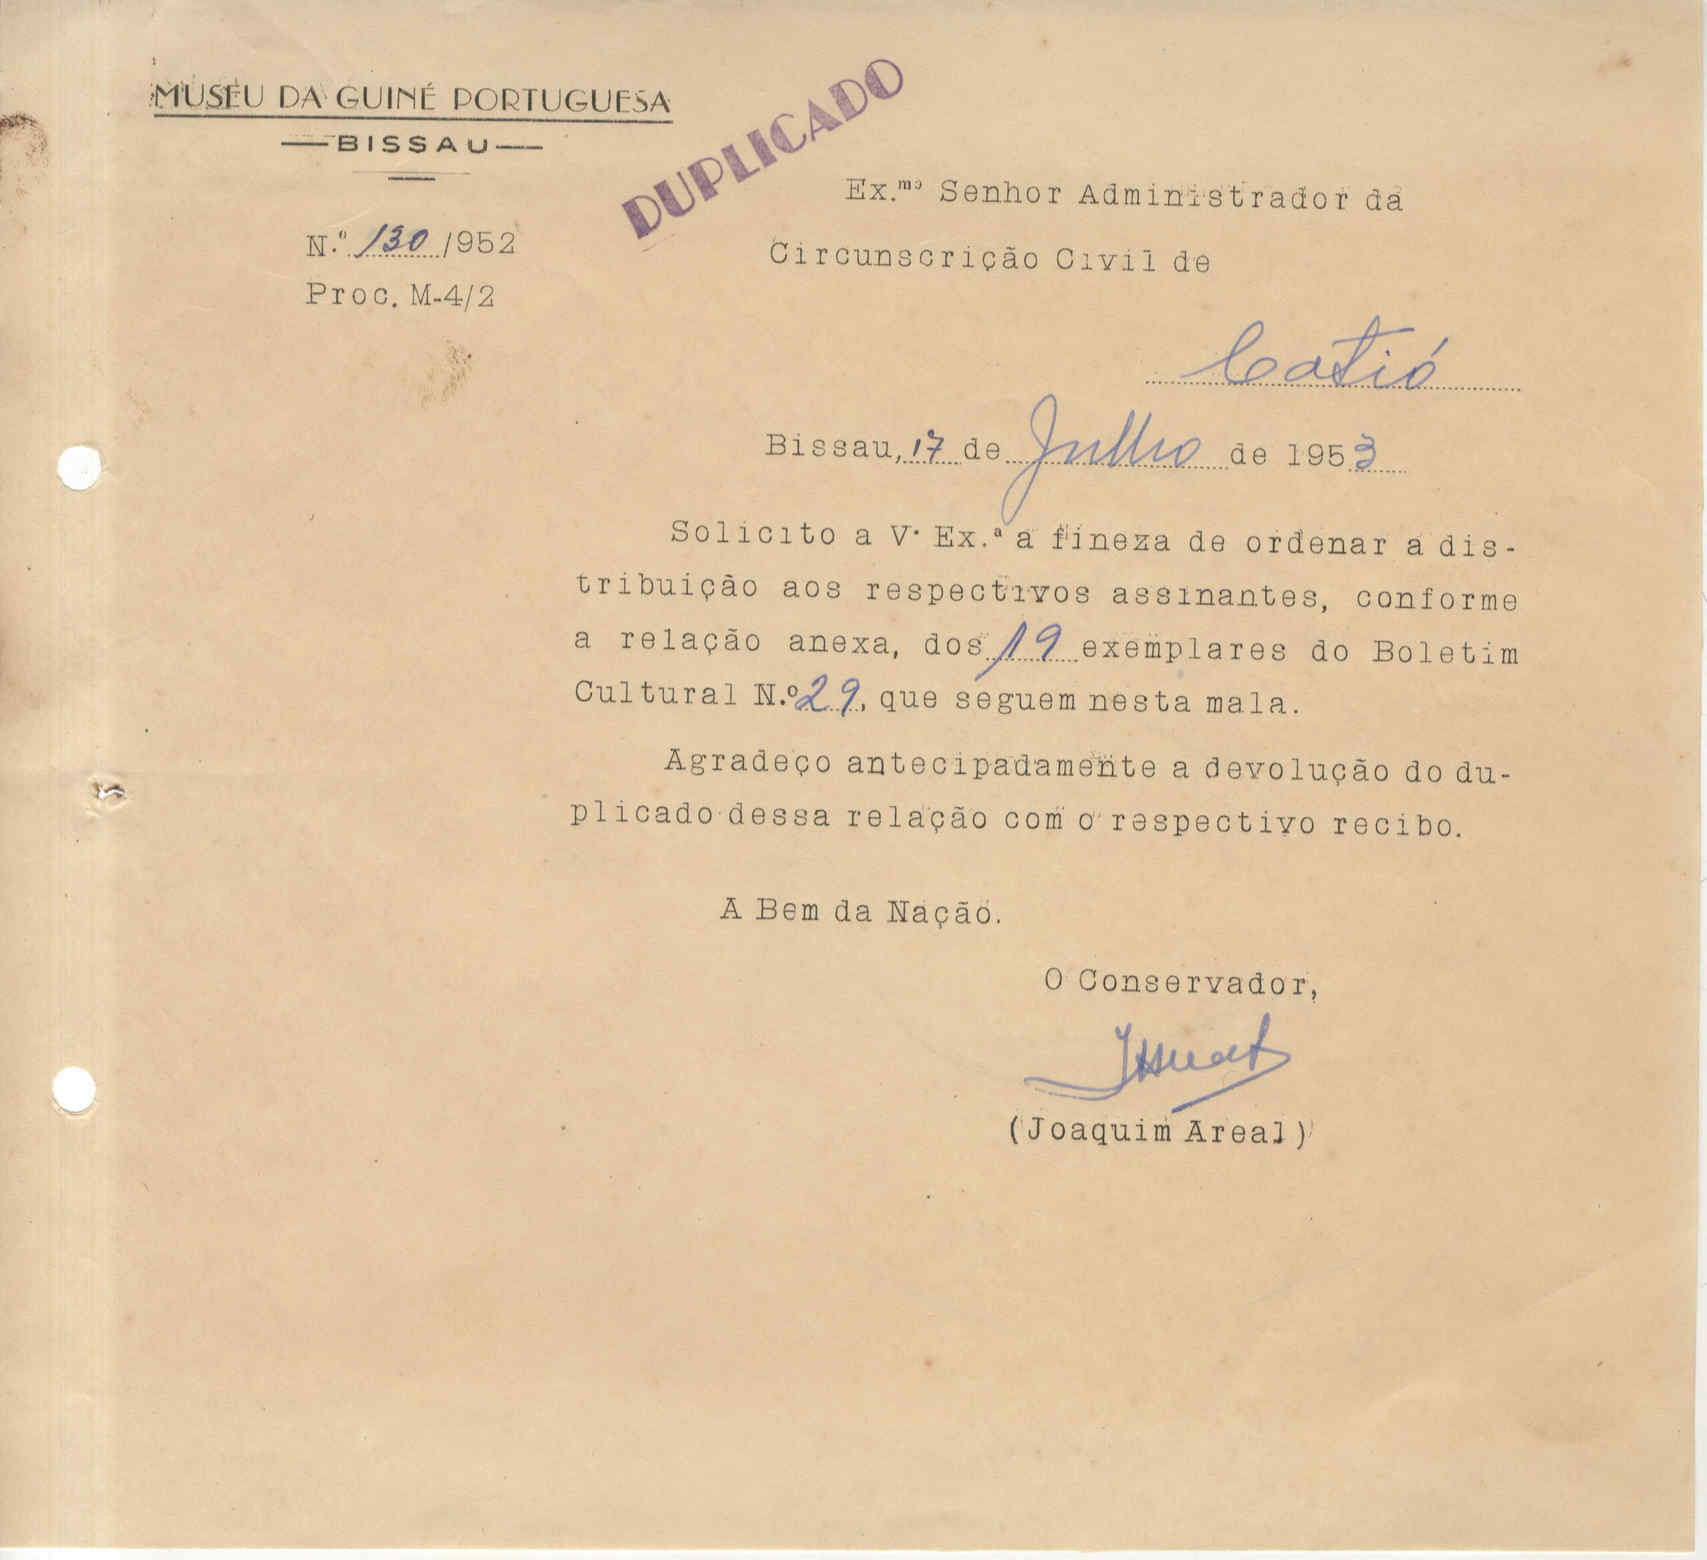 MUSEU DA GUINÉ PORTUGUESA
BISSAU
DUPLICADO
N.º 130/952
Proc. M-4/2
Ex.mo Senhor Administrador da
Circunscrição Civil de
Catió
Bissau, 17 de Julho de 1953
Solicito a V. Ex.ª a fineza de ordenar a dis-
tribuição aos respectivos assinantes, conforme
a relação anexa, dos 19 exemplares do Boletim
Cultural N.º 29, que seguem nesta mala.
Agradeço antecipadamente a devolução do du-
plicado dessa relação com o respectivo recibo.
A Bem da Nação.
O Conservador,
(Joaquim Areal)